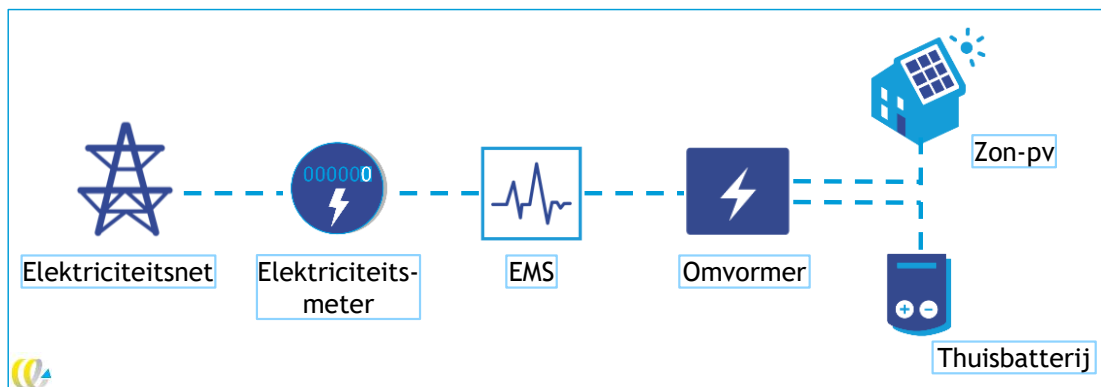 Zon-pv
000000
Elektriciteitsnet
Elektriciteits-
meter
EMS
Omvormer
Thuisbatterij